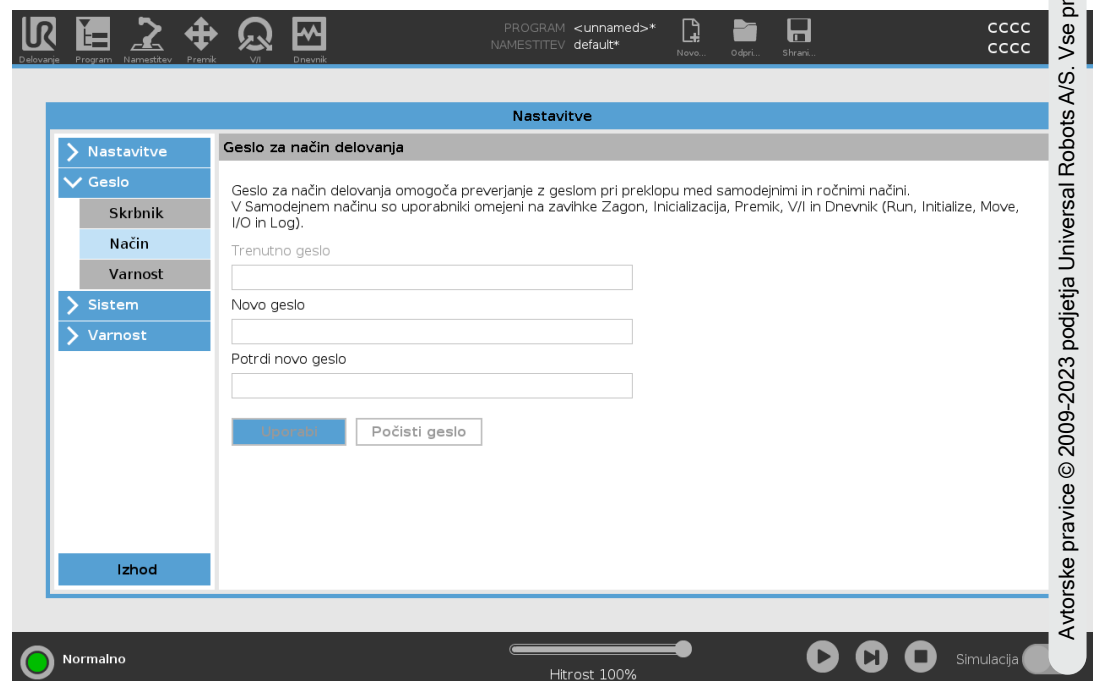 PROGRAM <unnamed>*
NAMESTITEV default*
CCCC
CCCC
Delovanje Program Namestitev Premik V/I Dnevnik Novo... Odpri... Shrani...
Nastavitve
Nastavitve
Geslo
Skrbnik
Način
Varnost
Sistem
Varnost
Izhod
Geslo za način delovanja
Geslo za način delovanja omogoča preverjanje z geslom pri preklopu med samodejnimi in ročnimi načini.
V Samodejnem načinu so uporabniki omejeni na zavihke Zagon, Inicializacija, Premik, V/I in Dnevnik (Run, Initialize, Move,
I/O in Log).
Trenutno geslo
Novo geslo
Potrdi novo geslo
Uporabi Počisti geslo
Normalno
Hitrost 100%
Simulacija
Avtorske pravice © 2009-2023 podjetja Universal Robots A/S. Vse pr